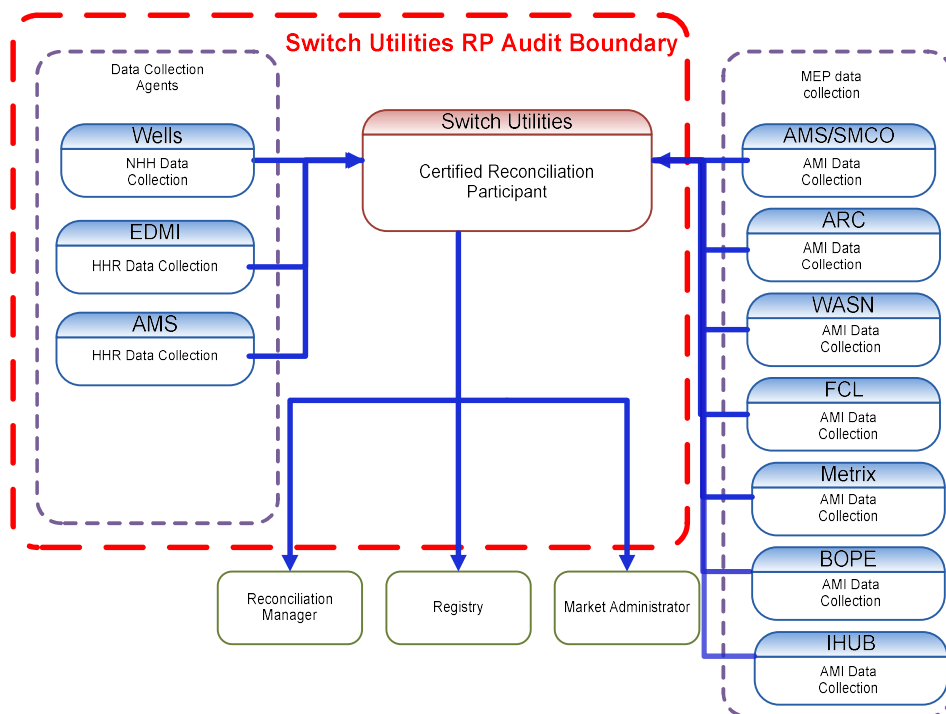 Switch Utilities RP Audit Boundary
Data Collection
Agents
Wells
NHH Data
Collection
EDMI
HHR Data Collection
AMS
HHR Data Collection
Switch Utilities
Certified Reconciliation
Participant
Reconciliation
Manager
Registry
Market Administrator
MEP data
collection
AMS/SMCO
AMI Data
Collection
ARC
AMI Data
Collection
WASN
AMI Data
Collection
FCL
AMI Data
Collection
Metrix
AMI Data
Collection
BOPE
AMI Data
Collection
IHUB
AMI Data
Collection